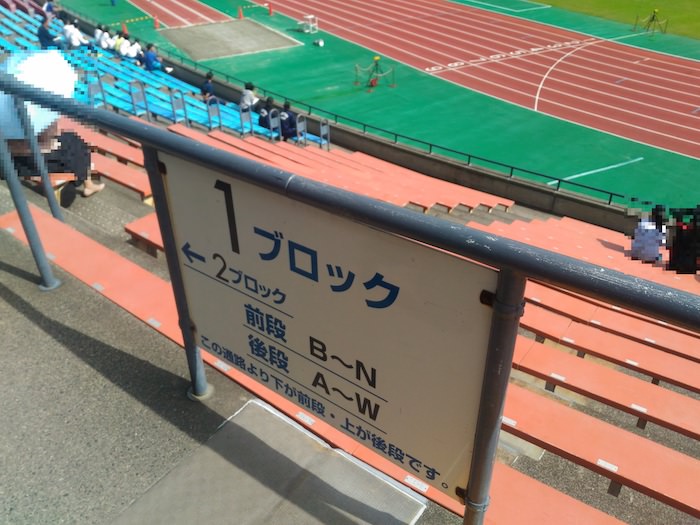 1ブロック
←2ブロック
前段 B～N
後段 A～W
この通路より下が前段・上が後段です。